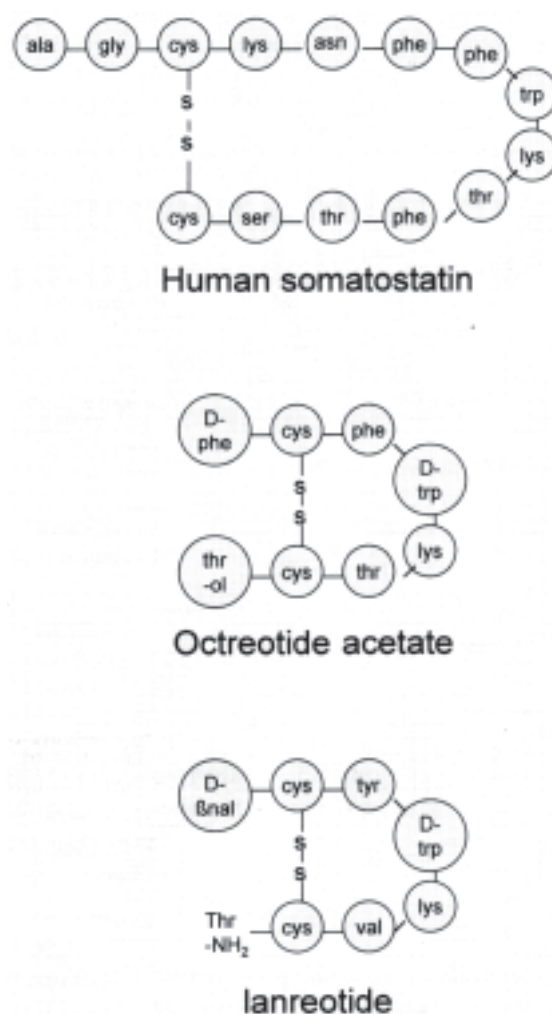 ala gly cys lys asn phe phe
trp
s
s
lys
thr
cys ser thr phe
Human somatostatin
D-
phe
cys phe
D-
trp
s
s
lys
thr
-ol
cys thr
Octreotide acetate
D-
ßnal
cys tyr
D-
trp
s
s
lys
Thr
-NH₂
cys val
lanreotide